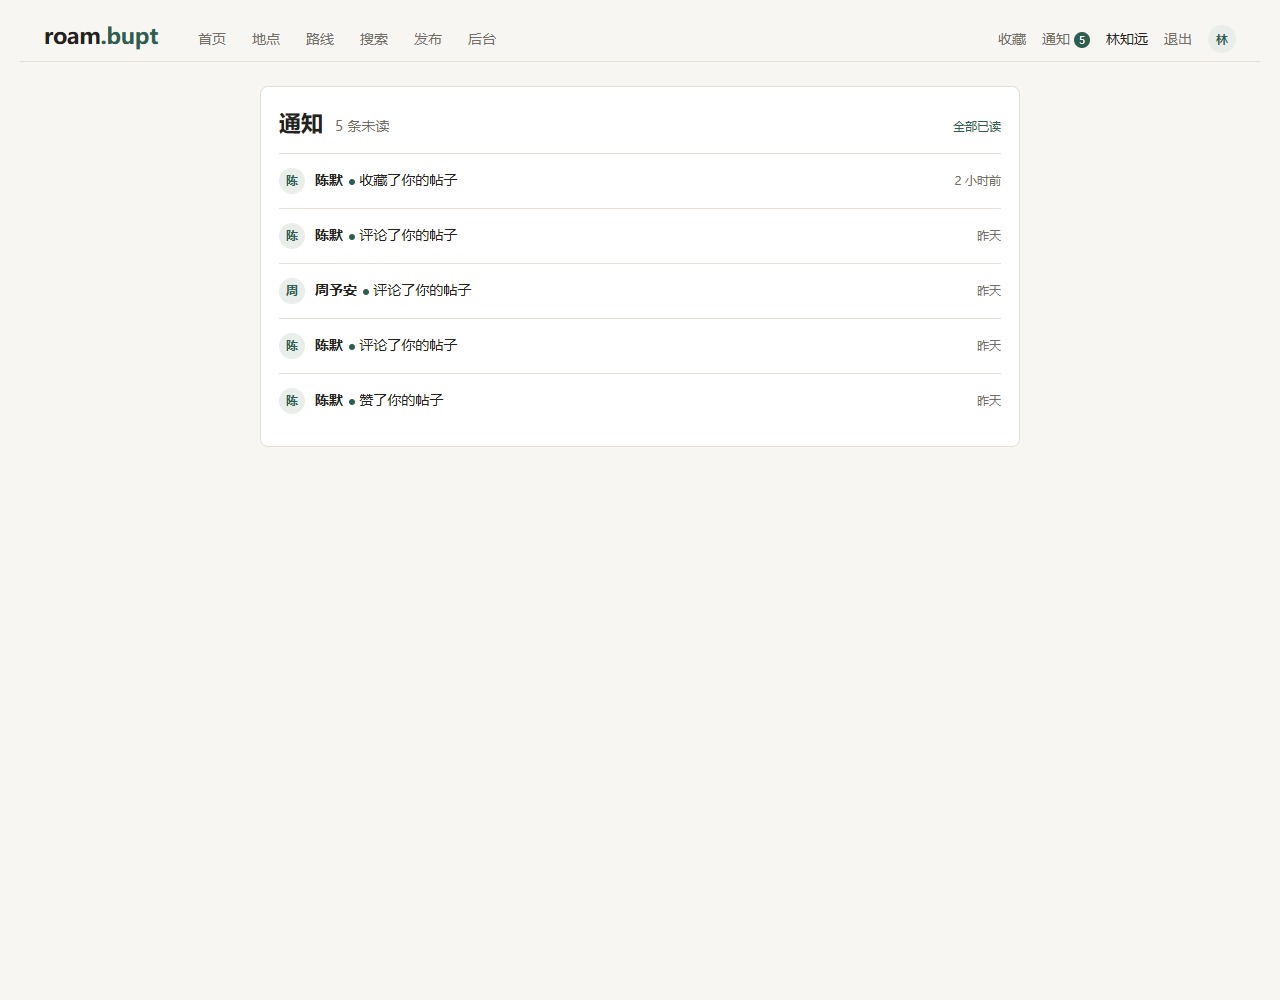 roam.bupt 首页 地点 路线 搜索 发布 后台 收藏 通知 5 林知远 退出 林
通知 5 条未读 全部已读
陈 陈默 • 收藏了你的帖子 2 小时前
陈 陈默 • 评论了你的帖子 昨天
周 周予安 • 评论了你的帖子 昨天
陈 陈默 • 评论了你的帖子 昨天
陈 陈默 • 赞了你的帖子 昨天